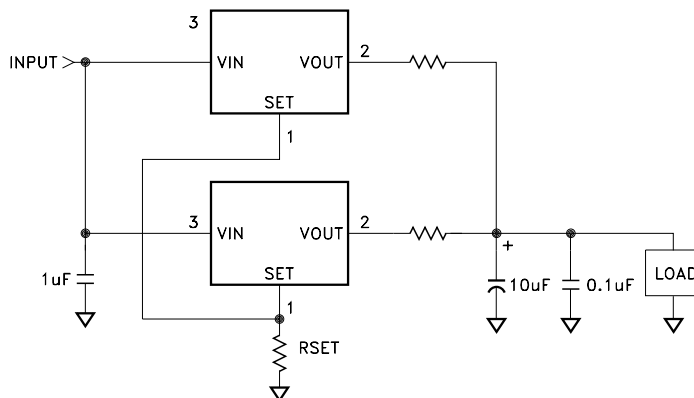 3
INPUT VIN VOUT 2
SET
1
3 VIN VOUT 2
SET
+
1uF 10uF 0.1uF LOAD
1
RSET